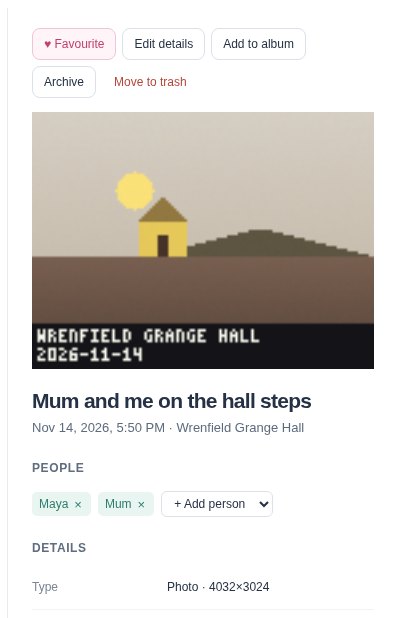 ♥ Favourite
Edit details
Add to album
Archive
Move to trash
WRENFIELD GRANGE HALL
2026-11-14
Mum and me on the hall steps
Nov 14, 2026, 5:50 PM · Wrenfield Grange Hall
PEOPLE
Maya ×
Mum ×
+ Add person
DETAILS
Type
Photo · 4032×3024